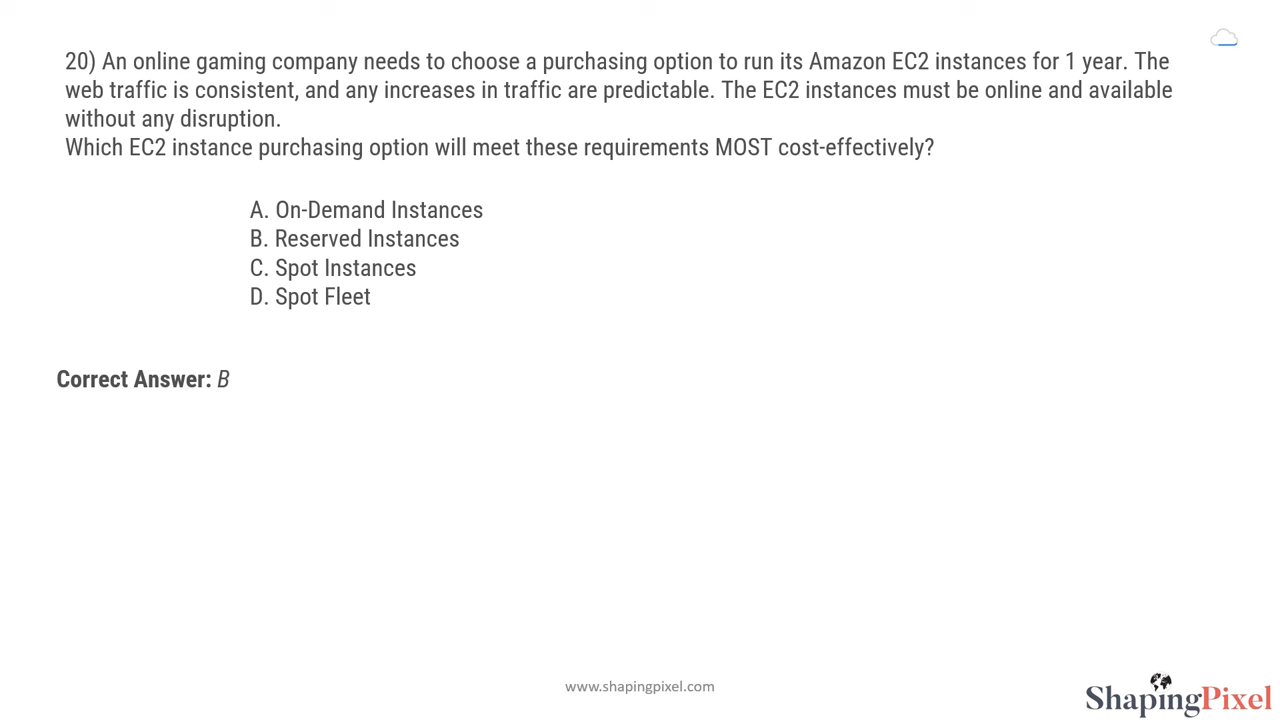 20) An online gaming company needs to choose a purchasing option to run its Amazon EC2 instances for 1 year. The
web traffic is consistent, and any increases in traffic are predictable. The EC2 instances must be online and available
without any disruption.
Which EC2 instance purchasing option will meet these requirements MOST cost-effectively?
A. On-Demand Instances
B. Reserved Instances
C. Spot Instances
D. Spot Fleet
Correct Answer: B
www.shapingpixel.com
ShapingPixel